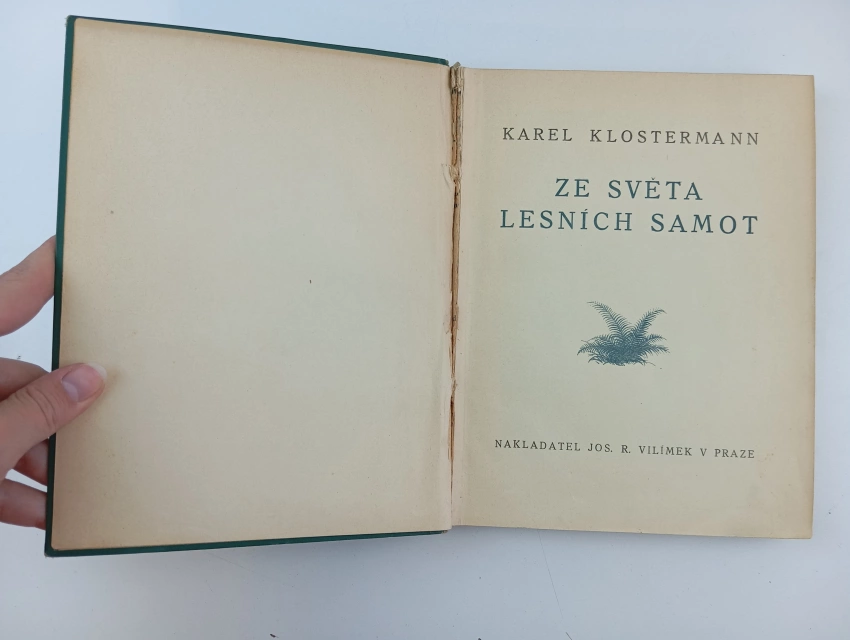 KAREL KLOSTERMANN
ZE SVĚTA
LESNÍCH SAMOT
NAKLADATEL JOS. R. VILÍMEK V PRAZE